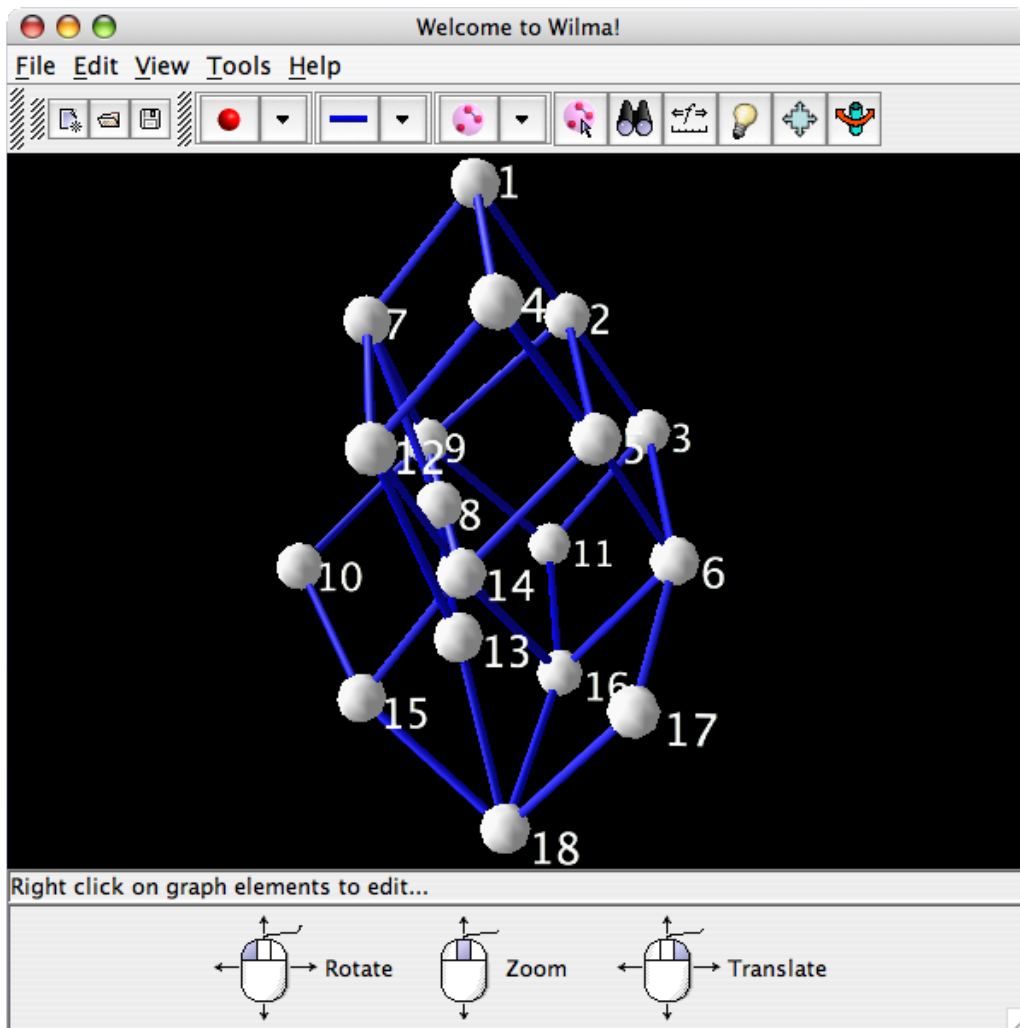 Welcome to Wilma!
File Edit View Tools Help
f
1
7 4 2
12 9 5 3
8
10 14 11 6
13
15 16 17
18
Right click on graph elements to edit...
Rotate Zoom Translate